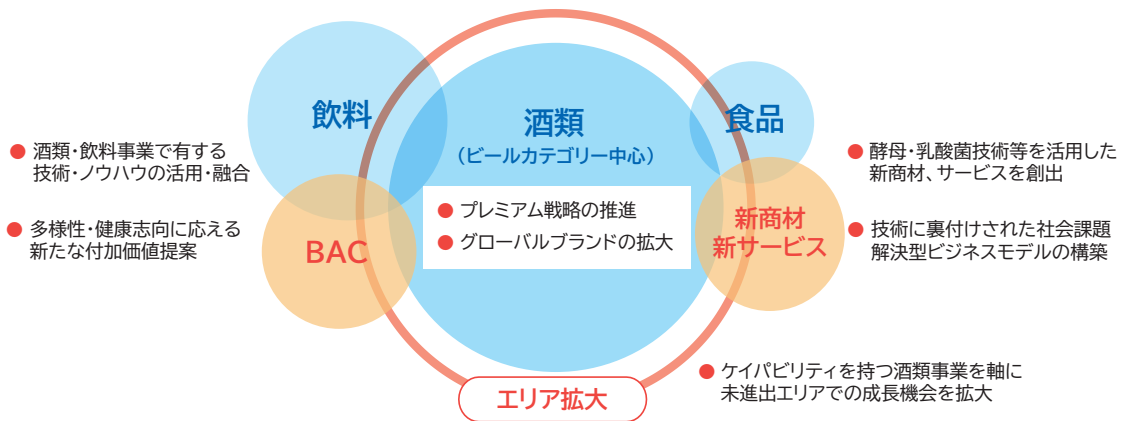 飲料
酒類
（ビールカテゴリー中心）
食品
● 酒類・飲料事業で有する
技術・ノウハウの活用・融合
● 多様性・健康志向に応える
新たな付加価値提案
BAC
● プレミアム戦略の推進
● グローバルブランドの拡大
新商材
新サービス
● 酵母・乳酸菌技術等を活用した
新商材、サービスを創出
● 技術に裏付けされた社会課題
解決型ビジネスモデルの構築
エリア拡大
● ケイパビリティを持つ酒類事業を軸に
未進出エリアでの成長機会を拡大